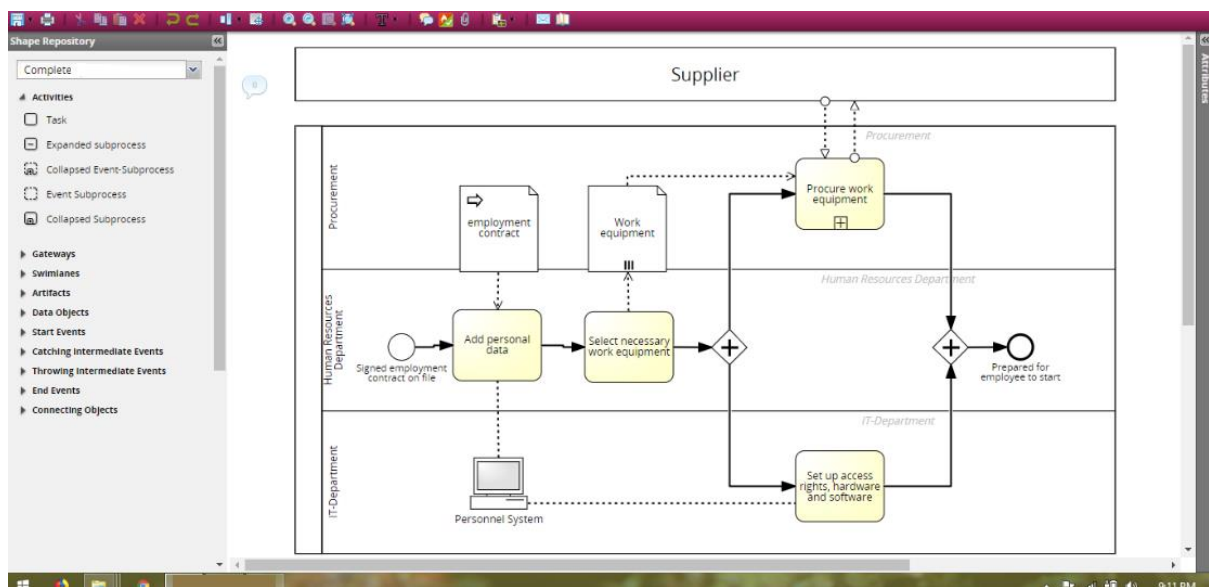 Shape Repository
Complete
Activities
Task
Expanded subprocess
Collapsed Event-Subprocess
Event Subprocess
Collapsed Subprocess
Gateways
Swimlanes
Artifacts
Data Objects
Start Events
Catching Intermediate Events
Throwing Intermediate Events
End Events
Connecting Objects
Supplier
Procurement
Procurement
employment
contract
Work
equipment
Procure work
equipment
Human Resources
Department
Human Resources Department
Signed employment
contract on file
Add personal
data
Select necessary
work equipment
Prepared for
employee to start
IT-Department
IT-Department
Personnel System
Set up access
rights, hardware
and software
Attributes
9:11 PM